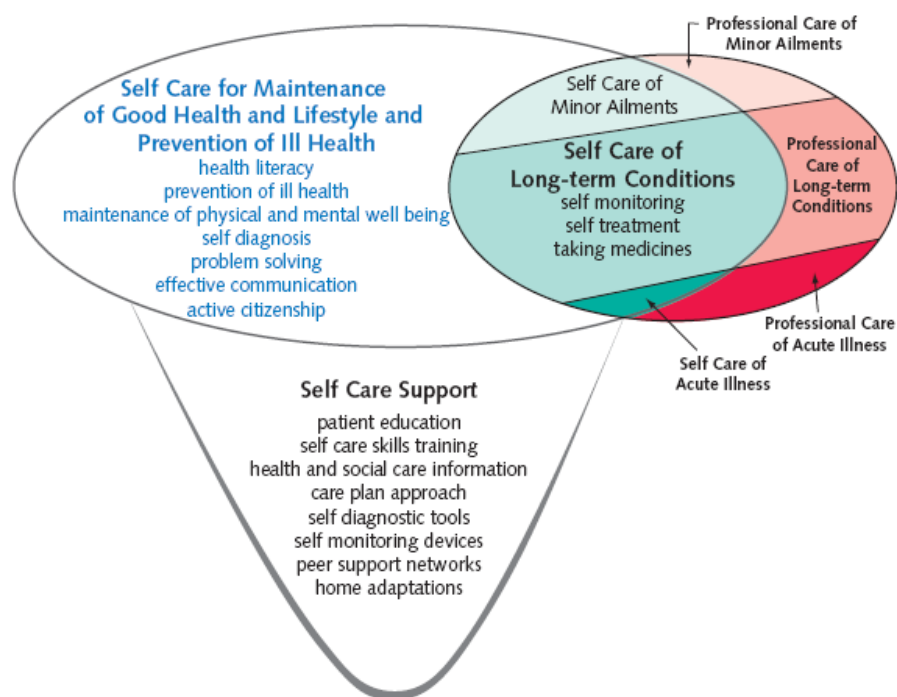 Professional Care of
Minor Ailments
Self Care for Maintenance
of Good Health and Lifestyle and
Prevention of Ill Health
health literacy
prevention of ill health
maintenance of physical and mental well being
self diagnosis
problem solving
effective communication
active citizenship
Self Care of
Minor Ailments
Self Care of
Long-term Conditions
self monitoring
self treatment
taking medicines
Professional
Care of
Long-term
Conditions
Professional Care
of Acute Illness
Self Care of
Acute Illness
Self Care Support
patient education
self care skills training
health and social care information
care plan approach
self diagnostic tools
self monitoring devices
peer support networks
home adaptations